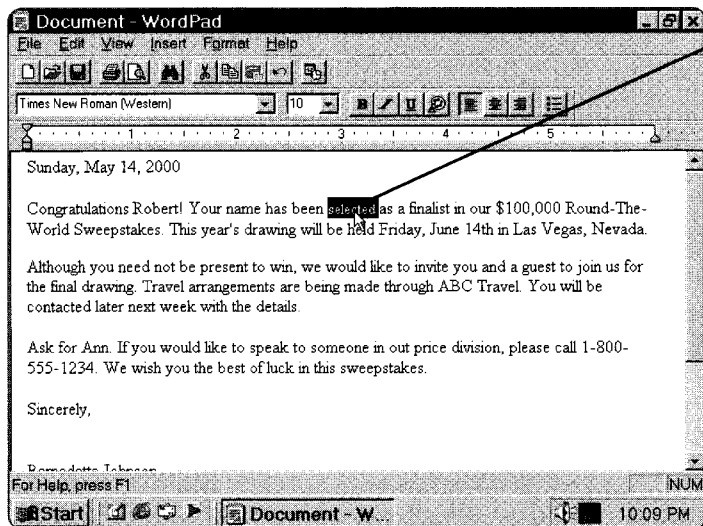 Document - WordPad
File Edit View Insert Format Help
Times New Roman (Western) 10 B / U
1 2 3 4 5
Sunday, May 14, 2000
Congratulations Robert! Your name has been selected as a finalist in our $100,000 Round-The-
World Sweepstakes. This year's drawing will be held Friday, June 14th in Las Vegas, Nevada.
Although you need not be present to win, we would like to invite you and a guest to join us for
the final drawing. Travel arrangements are being made through ABC Travel. You will be
contacted later next week with the details.
Ask for Ann. If you would like to speak to someone in out price division, please call 1-800-
555-1234. We wish you the best of luck in this sweepstakes.
Sincerely,
For Help, press F1 NUM
Start Document - W... 10:09 PM